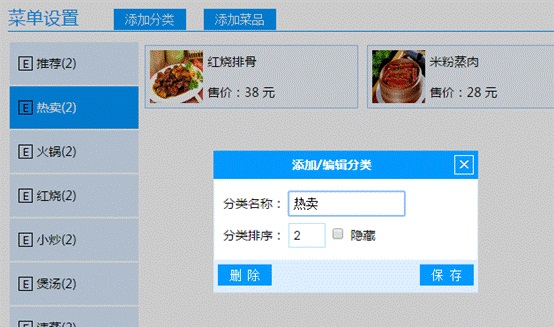 菜单设置 添加分类 添加菜品
E 推荐(2)
E 热卖(2)
E 火锅(2)
E 红烧(2)
E 小炒(2)
E 煲汤(2)
E 清蒸(2)
红烧排骨
售价：38 元
米粉蒸肉
售价：28 元
添加/编辑分类
分类名称： 热卖
分类排序： 2 隐藏
删 除 保 存